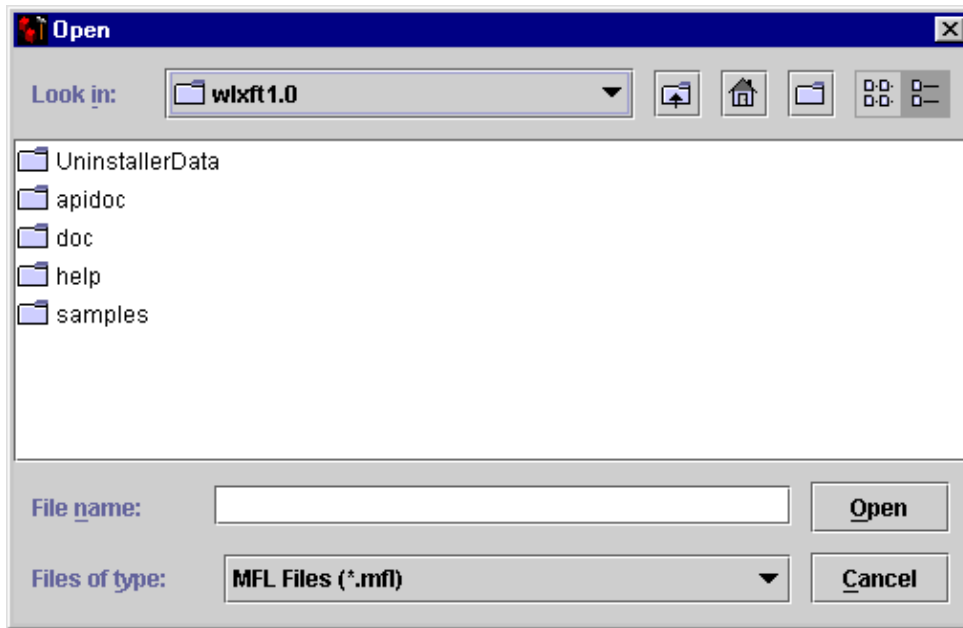 Open
Look in: wlxft1.0
UninstallerData
apidoc
doc
help
samples
File name: Open
Files of type: MFL Files (*.mfl) Cancel